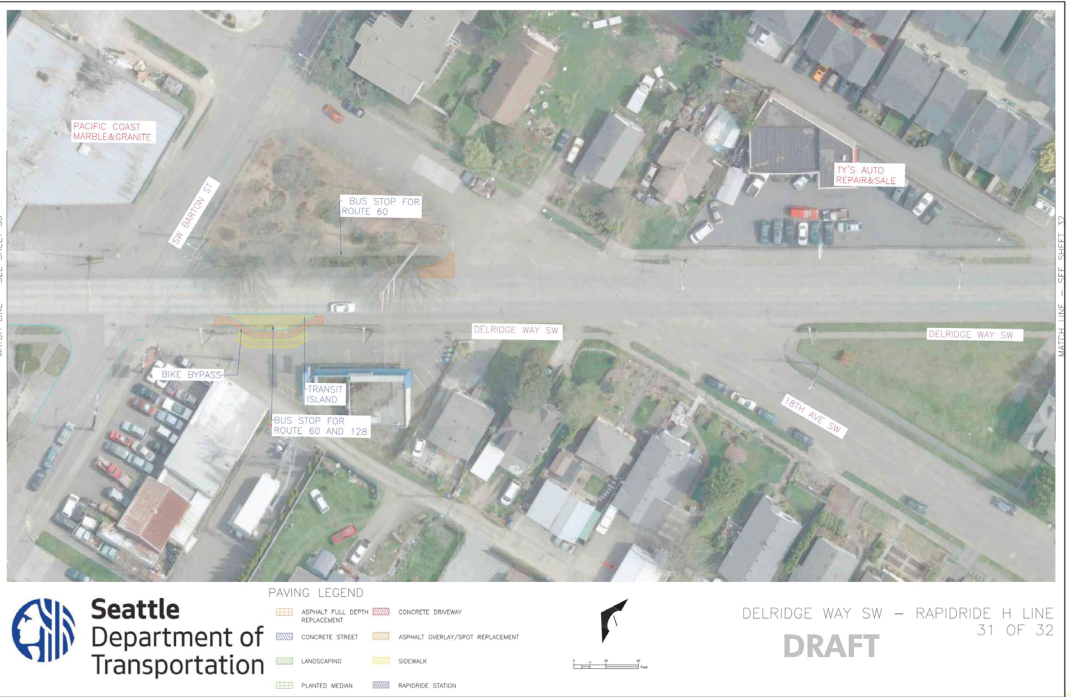 PACIFIC COAST
MARBLE&GRANITE
SW BARTON ST
BUS STOP FOR
ROUTE 60
TY'S AUTO
REPAIR&SALE
MATCH LINE – SEE SHEET 32
DELRIDGE WAY SW
DELRIDGE WAY SW
BIKE BYPASS
TRANSIT
ISLAND
BUS STOP FOR
ROUTE 60 AND 128
18TH AVE SW
Seattle
Department of
Transportation
PAVING LEGEND
ASPHALT FULL DEPTH
REPLACEMENT
CONCRETE DRIVEWAY
CONCRETE STREET
ASPHALT OVERLAY/SPOT REPLACEMENT
LANDSCAPING
SIDEWALK
PLANTED MEDIAN
RAPIDRIDE STATION
DELRIDGE WAY SW – RAPIDRIDE H LINE
31 OF 32
DRAFT